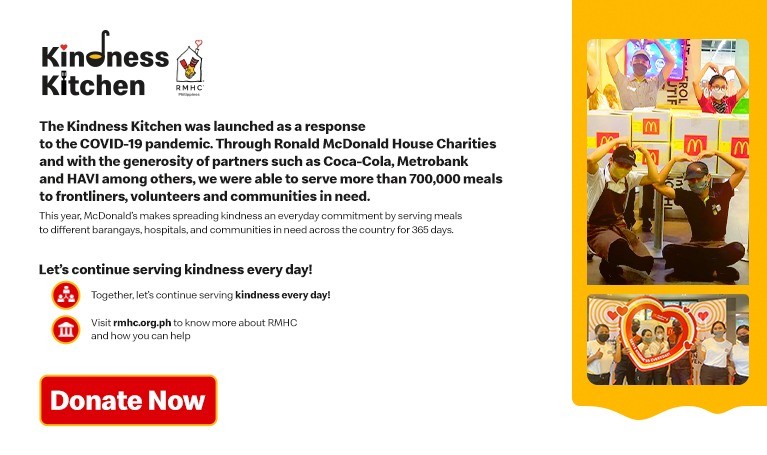 Kindness
Kitchen
RMHC
Philippines
The Kindness Kitchen was launched as a response
to the COVID-19 pandemic. Through Ronald McDonald House Charities
and with the generosity of partners such as Coca-Cola, Metrobank
and HAVI among others, we were able to serve more than 700,000 meals
to frontliners, volunteers and communities in need.
This year, McDonald's makes spreading kindness an everyday commitment by serving meals
to different barangays, hospitals, and communities in need across the country for 365 days.
Let's continue serving kindness every day!
Together, let's continue serving kindness every day!
Visit rmhc.org.ph to know more about RMHC
and how you can help
Donate Now